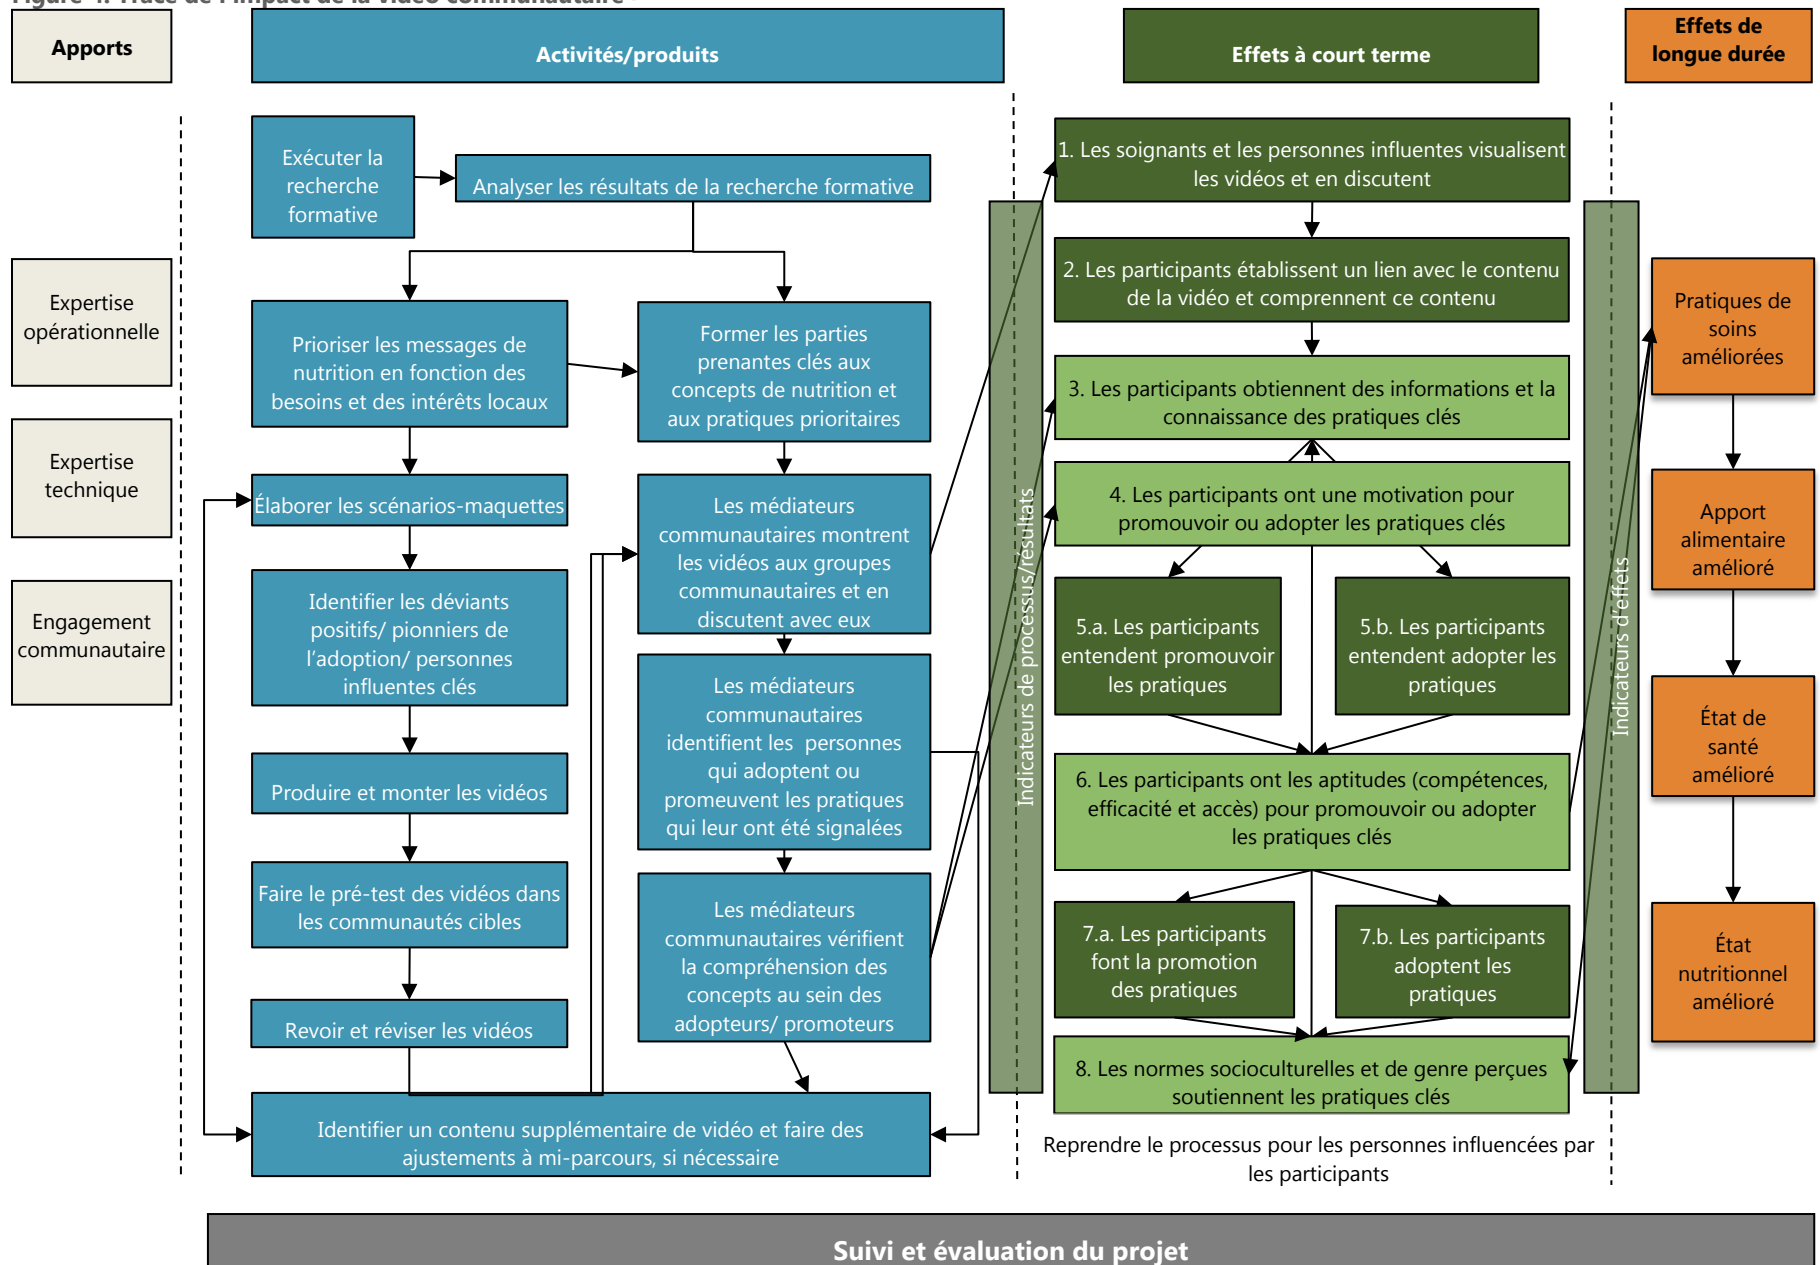 Figure 4. Tracé de l'impact de la vidéo communautaire
Apports
Activités/produits
Effets à court terme
Effets de
longue durée
Expertise
opérationnelle
Expertise
technique
Engagement
communautaire
Exécuter la
recherche
formative
Analyser les résultats de la recherche formative
Prioriser les messages de
nutrition en fonction des
besoins et des intérêts locaux
Élaborer les scénarios-maquettes
Identifier les déviants
positifs/ pionniers de
l'adoption/ personnes
influentes clés
Produire et monter les vidéos
Faire le pré-test des vidéos dans
les communautés cibles
Revoir et réviser les vidéos
Former les parties
prenantes clés aux
concepts de nutrition et
aux pratiques prioritaires
Les médiateurs
communautaires montrent
les vidéos aux groupes
communautaires et en
discutent avec eux
Les médiateurs
communautaires
identifient les personnes
qui adoptent ou
promeuvent les pratiques
qui leur ont été signalées
Les médiateurs
communautaires vérifient
la compréhension des
concepts au sein des
adopteurs/ promoteurs
Identifier un contenu supplémentaire de vidéo et faire des
ajustements à mi-parcours, si nécessaire
Indicateurs de processus/résultats
1. Les soignants et les personnes influentes visualisent
les vidéos et en discutent
2. Les participants établissent un lien avec le contenu
de la vidéo et comprennent ce contenu
3. Les participants obtiennent des informations et la
connaissance des pratiques clés
4. Les participants ont une motivation pour
promouvoir ou adopter les pratiques clés
5.a. Les participants
entendent promouvoir
les pratiques
5.b. Les participants
entendent adopter les
pratiques
6. Les participants ont les aptitudes (compétences,
efficacité et accès) pour promouvoir ou adopter
les pratiques clés
7.a. Les participants
font la promotion
des pratiques
7.b. Les participants
adoptent les
pratiques
8. Les normes socioculturelles et de genre perçues
soutiennent les pratiques clés
Reprendre le processus pour les personnes influencées par
les participants
Indicateurs d'effets
Pratiques de
soins
améliorées
Apport
alimentaire
amélioré
État de
santé
amélioré
État
nutritionnel
amélioré
Suivi et évaluation du projet